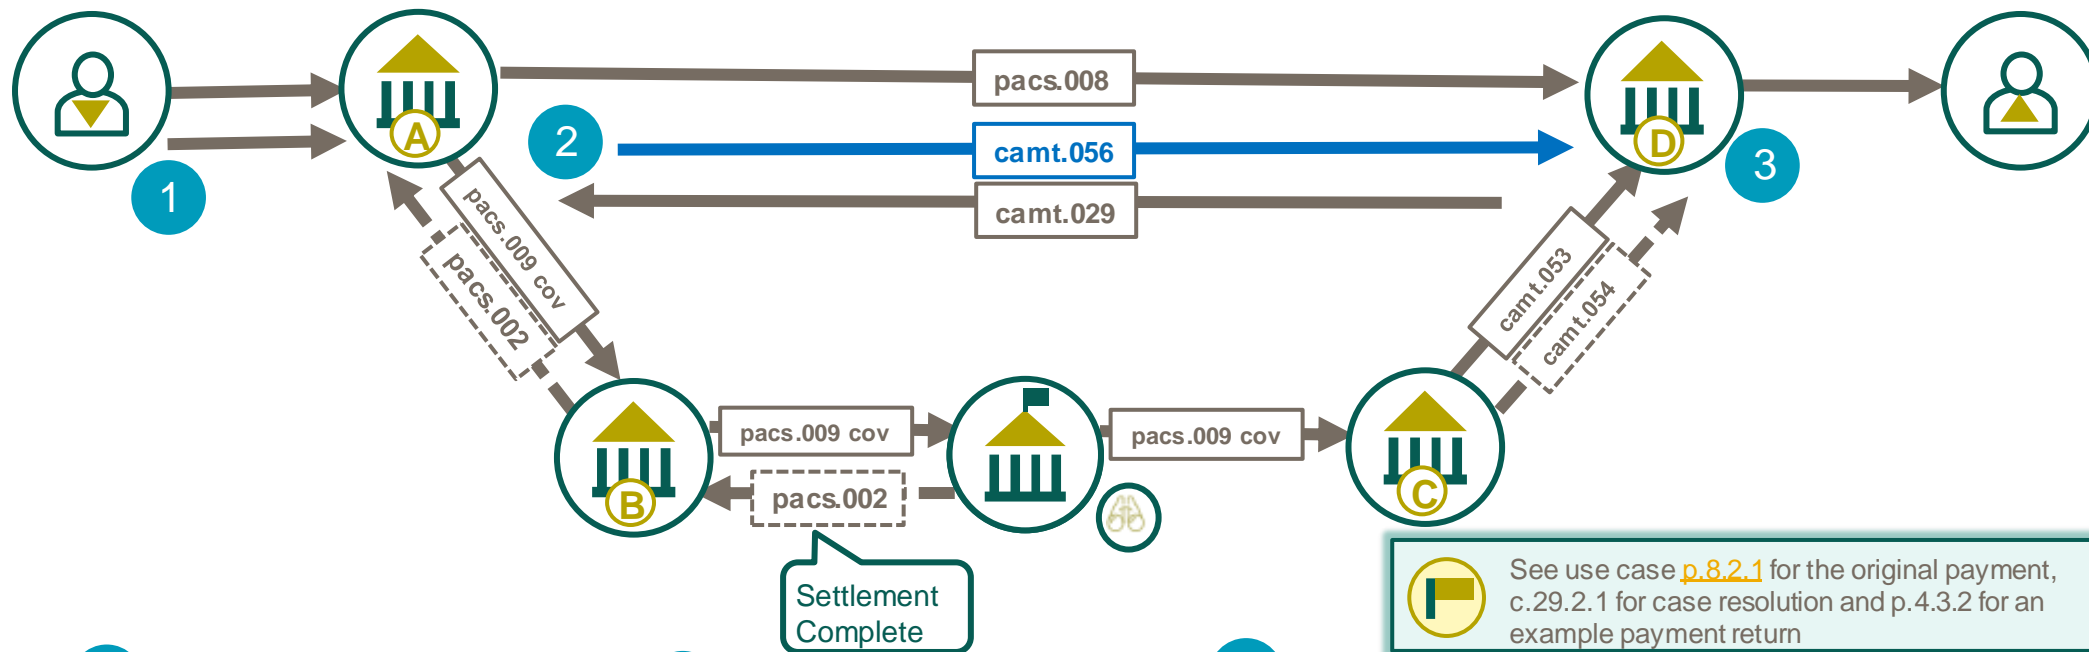 pacs.008
A
D
2
camt.056
3
1
camt.029
pacs.009 cov
pacs.002
camt.053
camt.054
pacs.009 cov
pacs.009 cov
B
pacs.002
C
Settlement
Complete
See use case p.8.2.1 for the original payment,
c.29.2.1 for case resolution and p.4.3.2 for an
example payment return